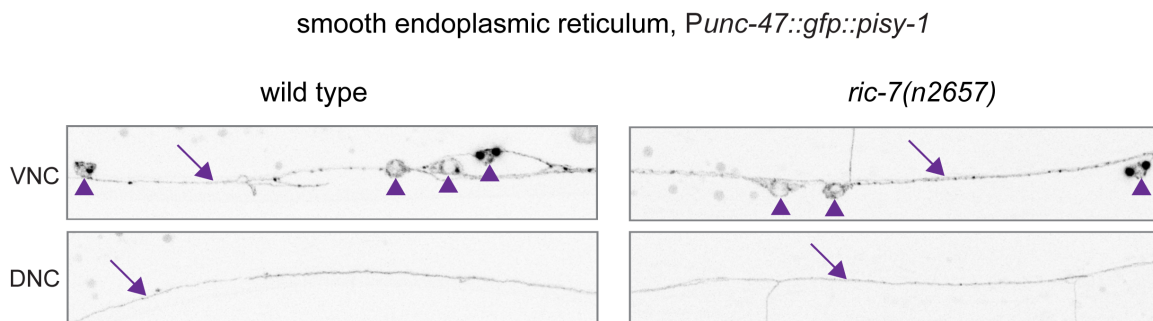 smooth endoplasmic reticulum, Punc-47::gfp::pisy-1
wild type
ric-7(n2657)
VNC
DNC